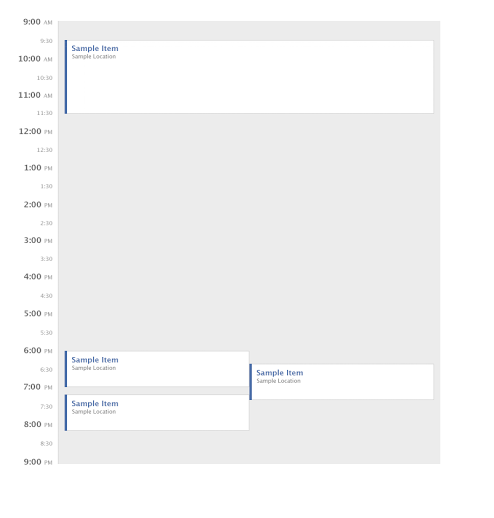 9:00 AM
9:30
Sample Item
Sample Location
10:00 AM
10:30
11:00 AM
11:30
12:00 PM
12:30
1:00 PM
1:30
2:00 PM
2:30
3:00 PM
3:30
4:00 PM
4:30
5:00 PM
5:30
6:00 PM
Sample Item
Sample Location
6:30
Sample Item
Sample Location
7:00 PM
Sample Item
Sample Location
7:30
8:00 PM
8:30
9:00 PM